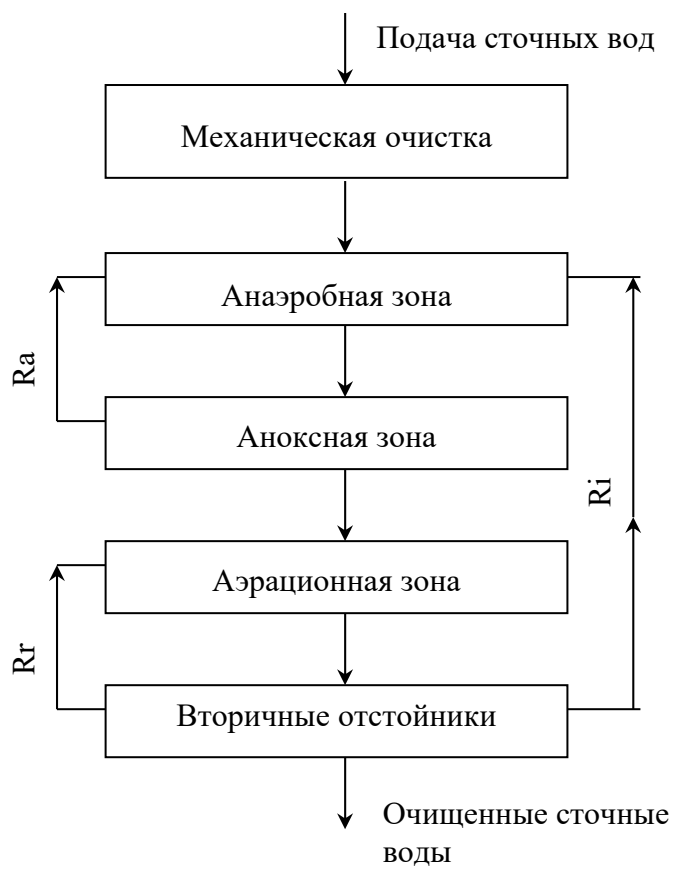 Подача сточных вод
Механическая очистка
Анаэробная зона
Ra
Аноксная зона
Ri
Аэрационная зона
Rr
Вторичные отстойники
Очищенные сточные
воды